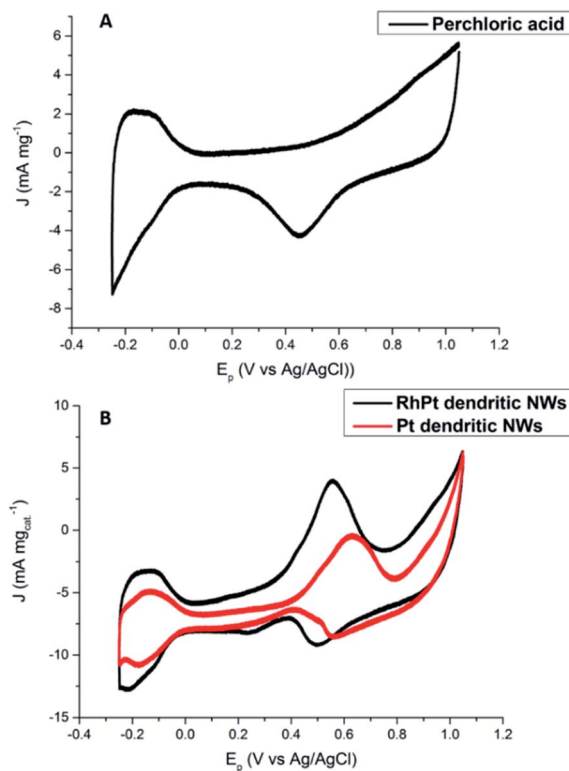 A
Perchloric acid
6
4
2
0
-2
-4
-6
-8
J (mA mg⁻¹)
-0.4 -0.2 0.0 0.2 0.4 0.6 0.8 1.0 1.2
Eₚ (V vs Ag/AgCl))
B
RhPt dendritic NWs
Pt dendritic NWs
10
5
0
-5
-10
-15
J (mA mg_cat.⁻¹)
-0.4 -0.2 0.0 0.2 0.4 0.6 0.8 1.0 1.2
Eₚ (V vs Ag/AgCl)